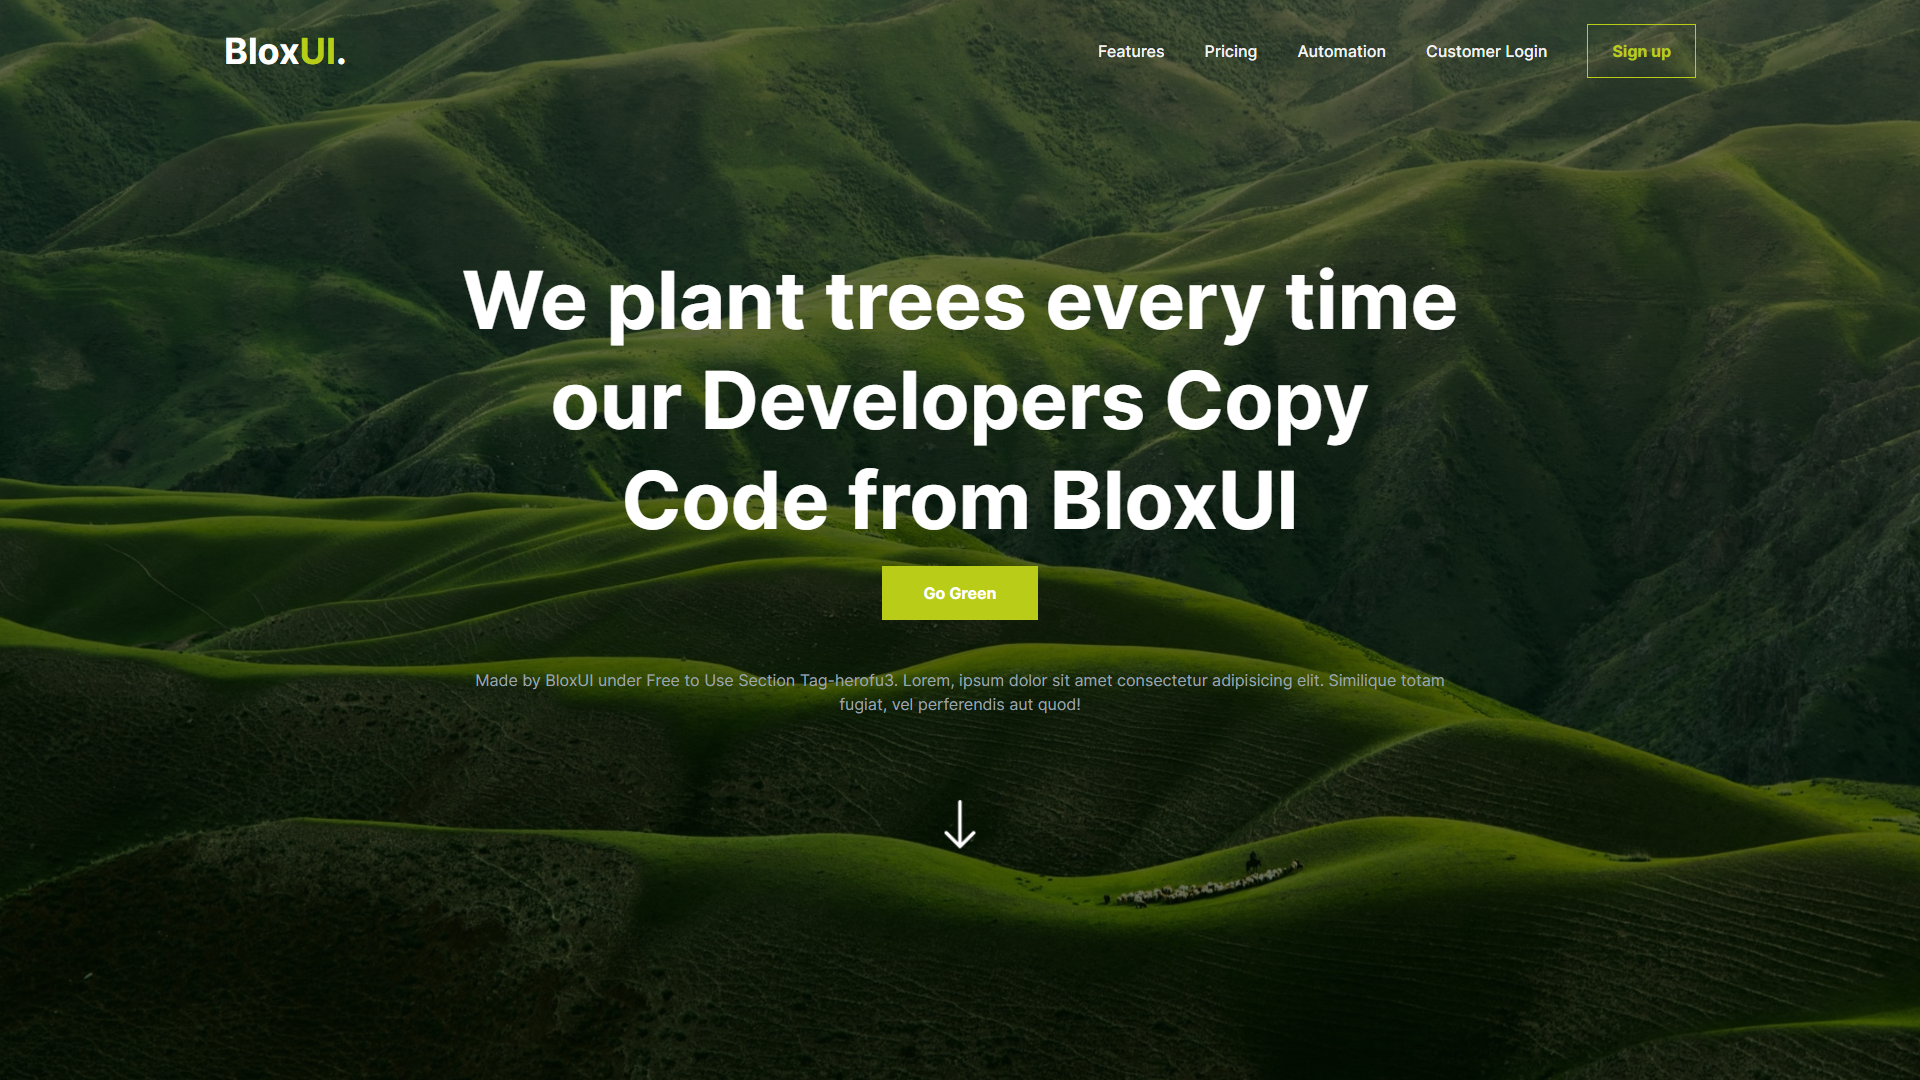 BloxUI.
Features
Pricing
Automation
Customer Login
Sign up
We plant trees every time
our Developers Copy
Code from BloxUI
Go Green
Made by BloxUI under Free to Use Section Tag-herofu3. Lorem, ipsum dolor sit amet consectetur adipisicing elit. Similique totam
fugiat, vel perferendis aut quod!